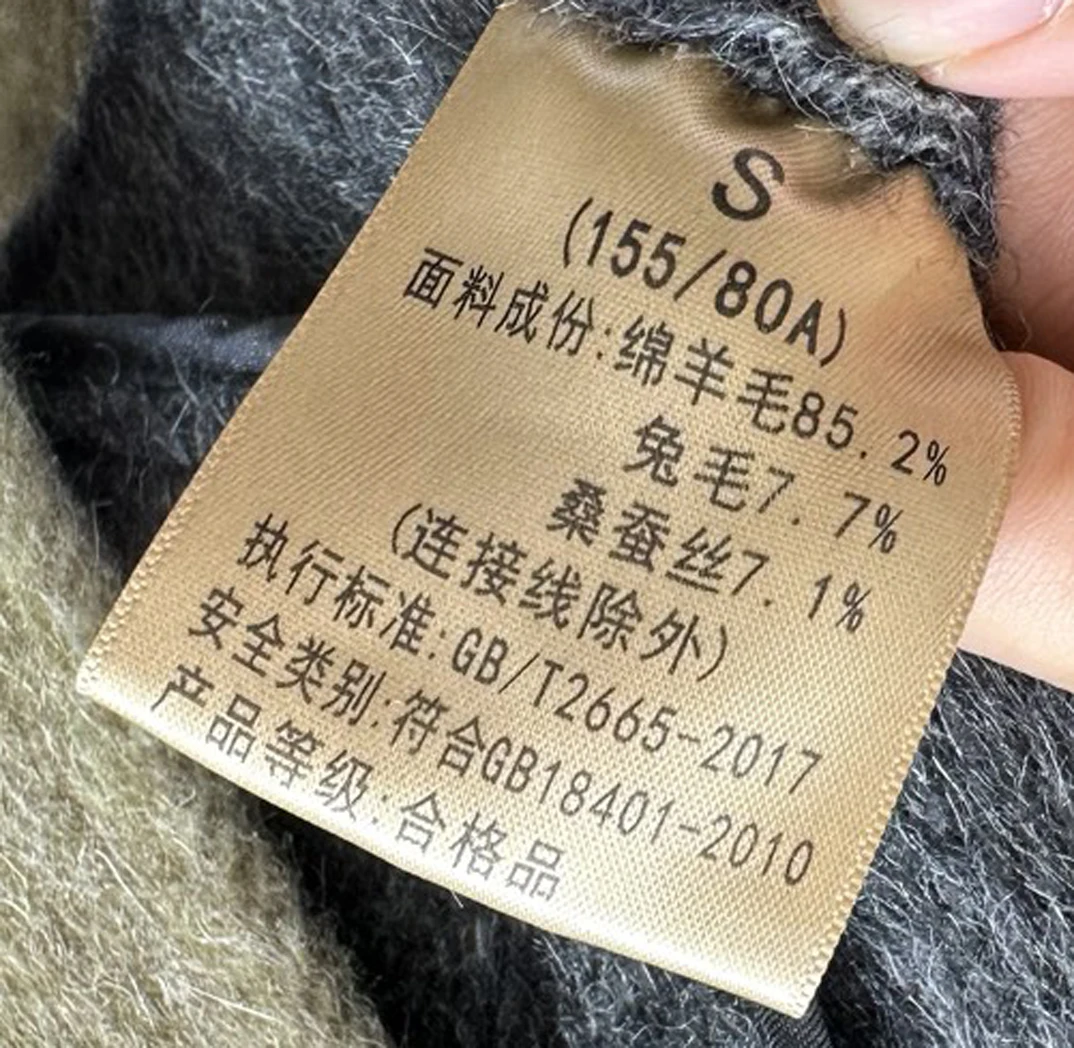 S
(155/80A)
面料成份:绵羊毛85.2%
兔毛7.7%
桑蚕丝7.1%
(连接线除外)
执行标准:GB/T2665-2017
安全类别:符合GB18401-2010
产品等级:合格品